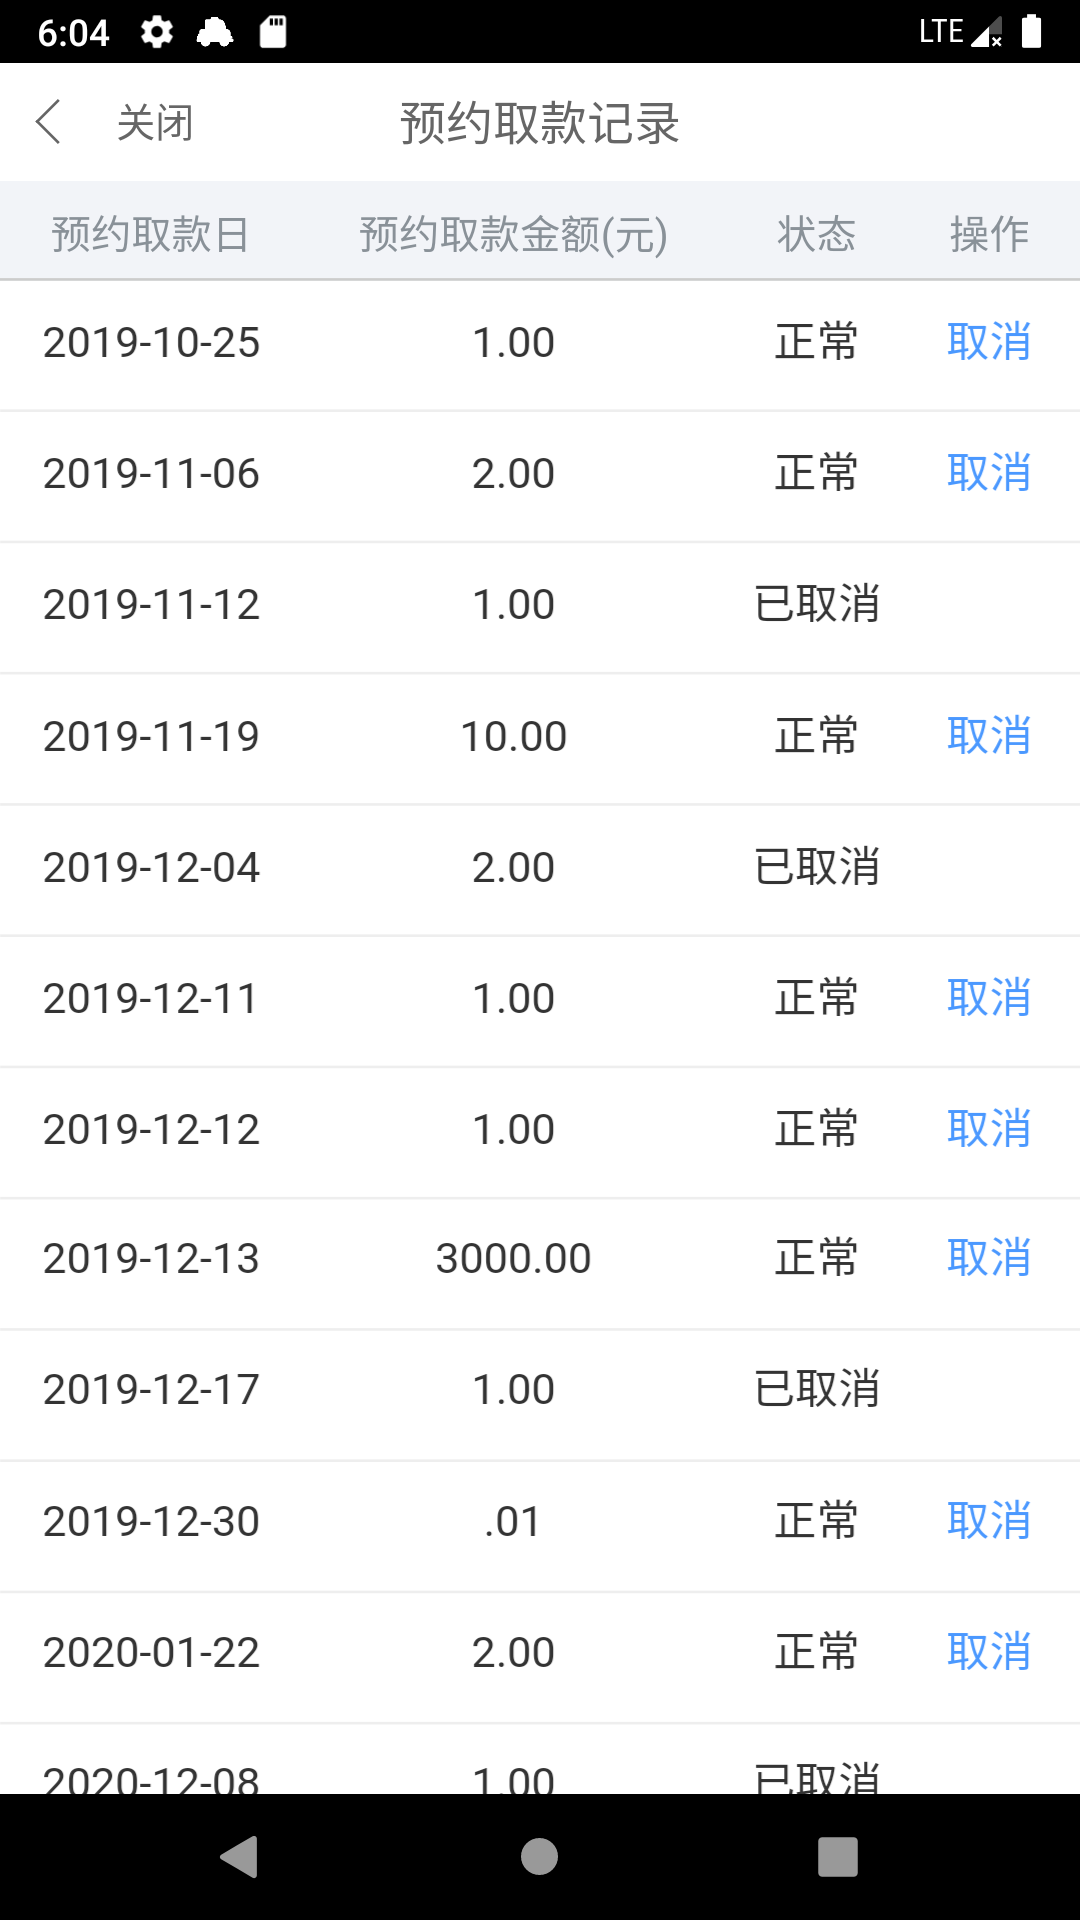 6:04 LTE
关闭 预约取款记录
预约取款日 预约取款金额(元) 状态 操作
2019-10-25 1.00 正常 取消
2019-11-06 2.00 正常 取消
2019-11-12 1.00 已取消
2019-11-19 10.00 正常 取消
2019-12-04 2.00 已取消
2019-12-11 1.00 正常 取消
2019-12-12 1.00 正常 取消
2019-12-13 3000.00 正常 取消
2019-12-17 1.00 已取消
2019-12-30 .01 正常 取消
2020-01-22 2.00 正常 取消
2020-12-08 1.00 已取消